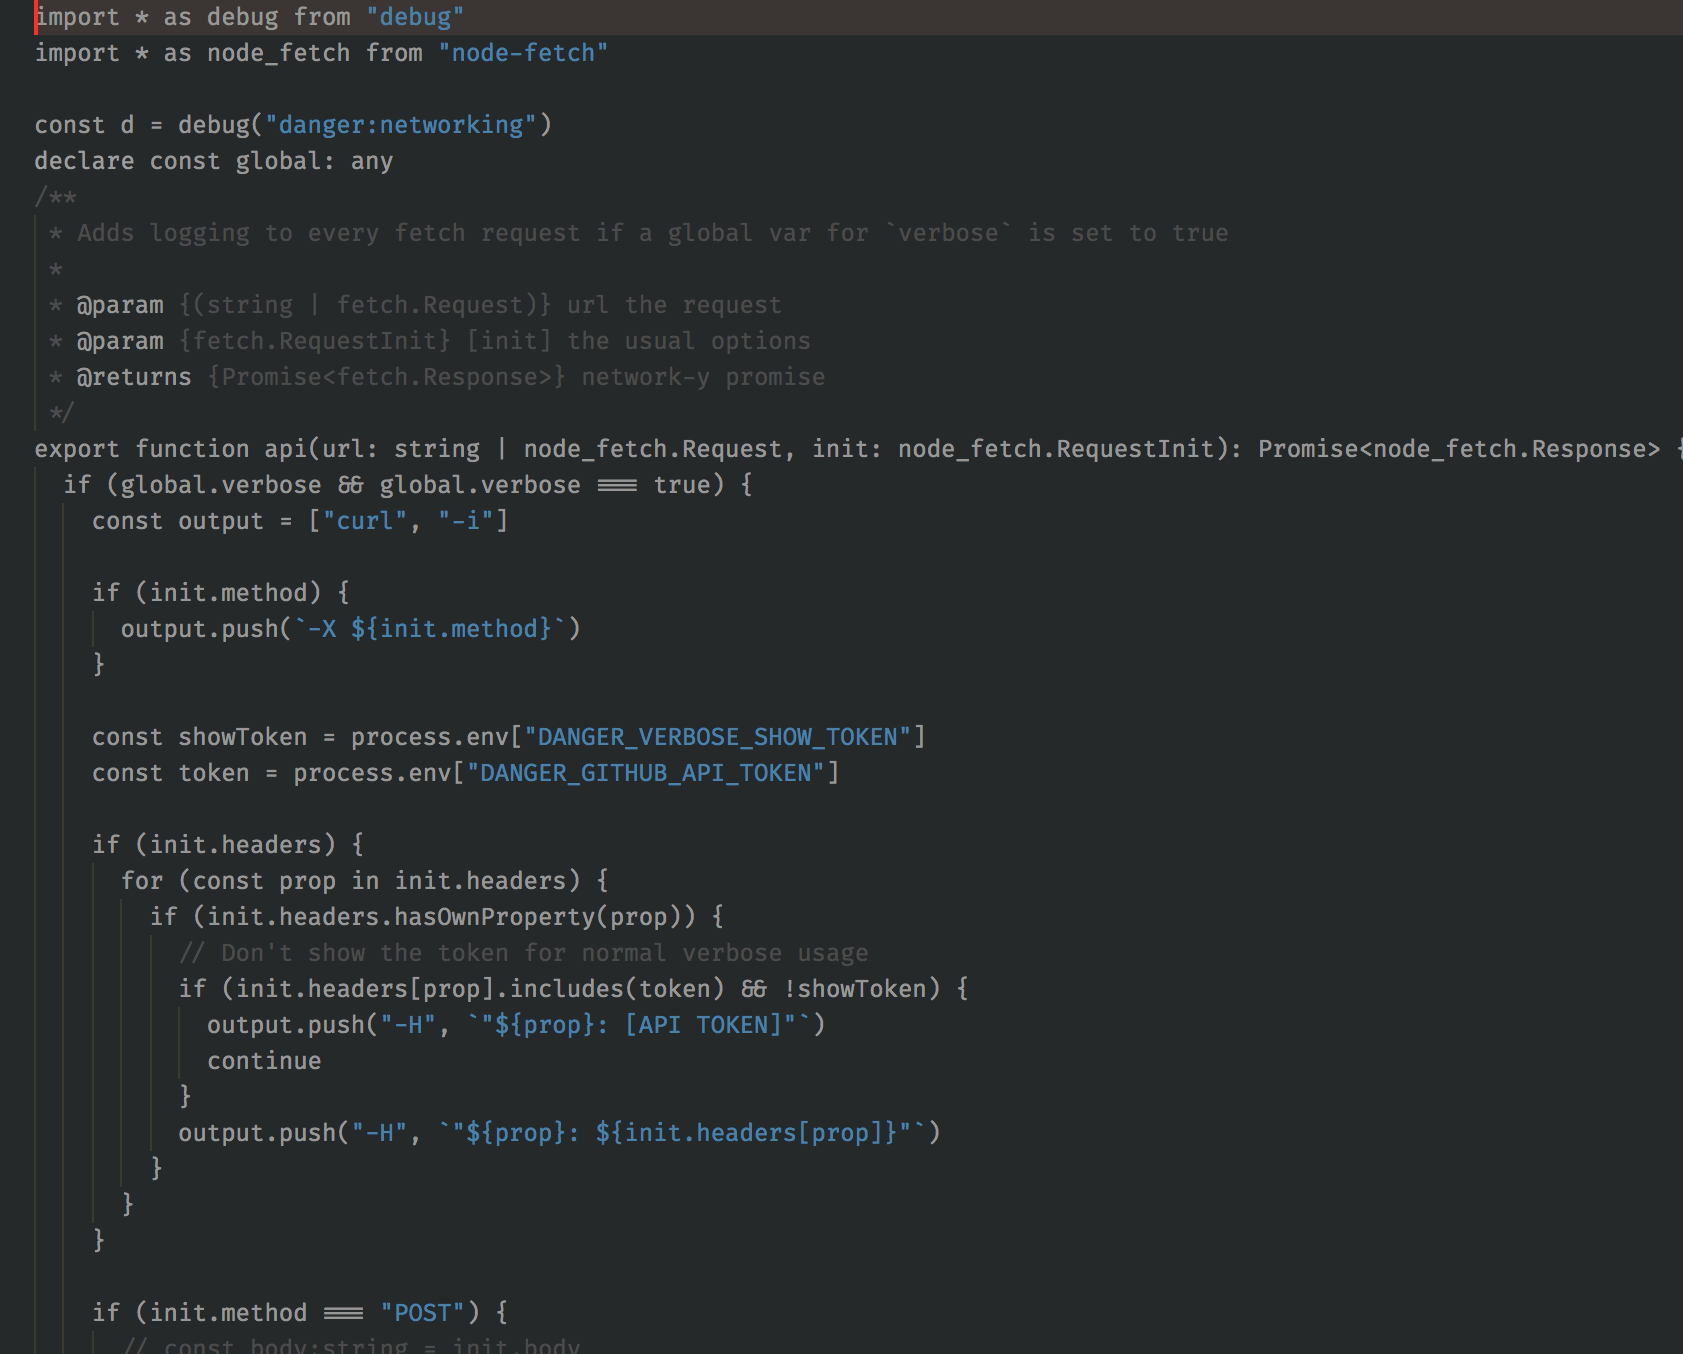 import * as debug from "debug"
import * as node_fetch from "node-fetch"

const d = debug("danger:networking")
declare const global: any
/**
 * Adds logging to every fetch request if a global var for `verbose` is set to true
 *
 * @param {(string | fetch.Request)} url the request
 * @param {fetch.RequestInit} [init] the usual options
 * @returns {Promise<fetch.Response>} network-y promise
 */
export function api(url: string | node_fetch.Request, init: node_fetch.RequestInit): Promise<node_fetch.Response> {
  if (global.verbose && global.verbose === true) {
    const output = ["curl", "-i"]

    if (init.method) {
      output.push(`-X ${init.method}`)
    }

    const showToken = process.env["DANGER_VERBOSE_SHOW_TOKEN"]
    const token = process.env["DANGER_GITHUB_API_TOKEN"]

    if (init.headers) {
      for (const prop in init.headers) {
        if (init.headers.hasOwnProperty(prop)) {
          // Don't show the token for normal verbose usage
          if (init.headers[prop].includes(token) && !showToken) {
            output.push("-H", `"${prop}: [API TOKEN]"`)
            continue
          }
          output.push("-H", `"${prop}: ${init.headers[prop]}"`)
        }
      }
    }

    if (init.method === "POST") {
      // const body:string = init.body